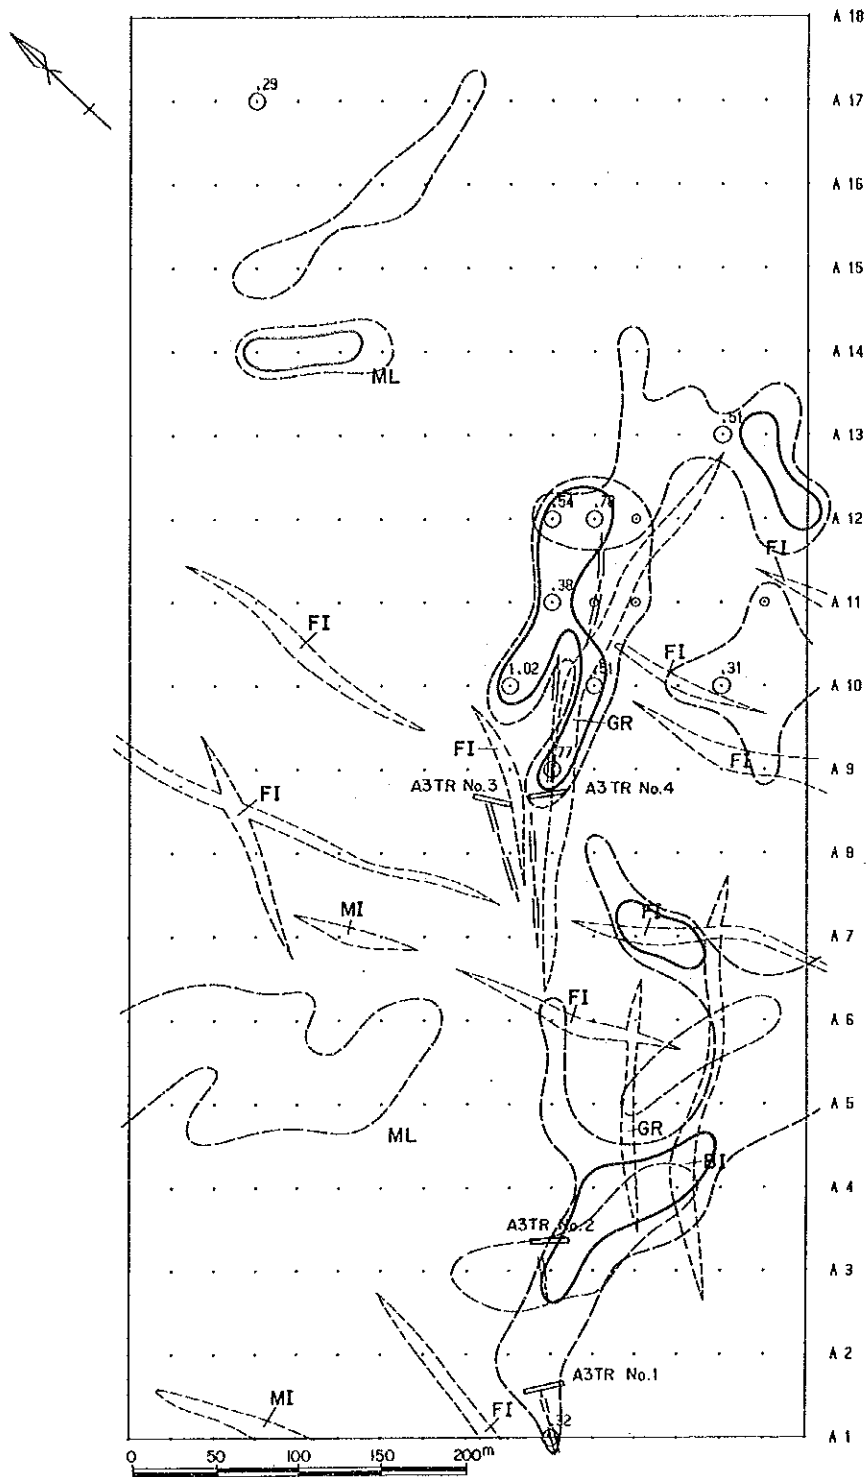 A 18
.29
A 17
A 16
A 15
A 14
ML
.51
A 13
.54 .78
A 12
FI
.38
A 11
FI
FI
1.02 .51 .31
A 10
GR
FI
FI
A 9
A3TR No.3
A3TR No.4
.77
FI
A 8
MI
FI
A 7
FI
A 6
A 5
ML
GR
BI
A 4
A3TR No.2
A 3
A 2
A3TR No.1
MI
FI
.32
A 1
0 50 100 150 200m